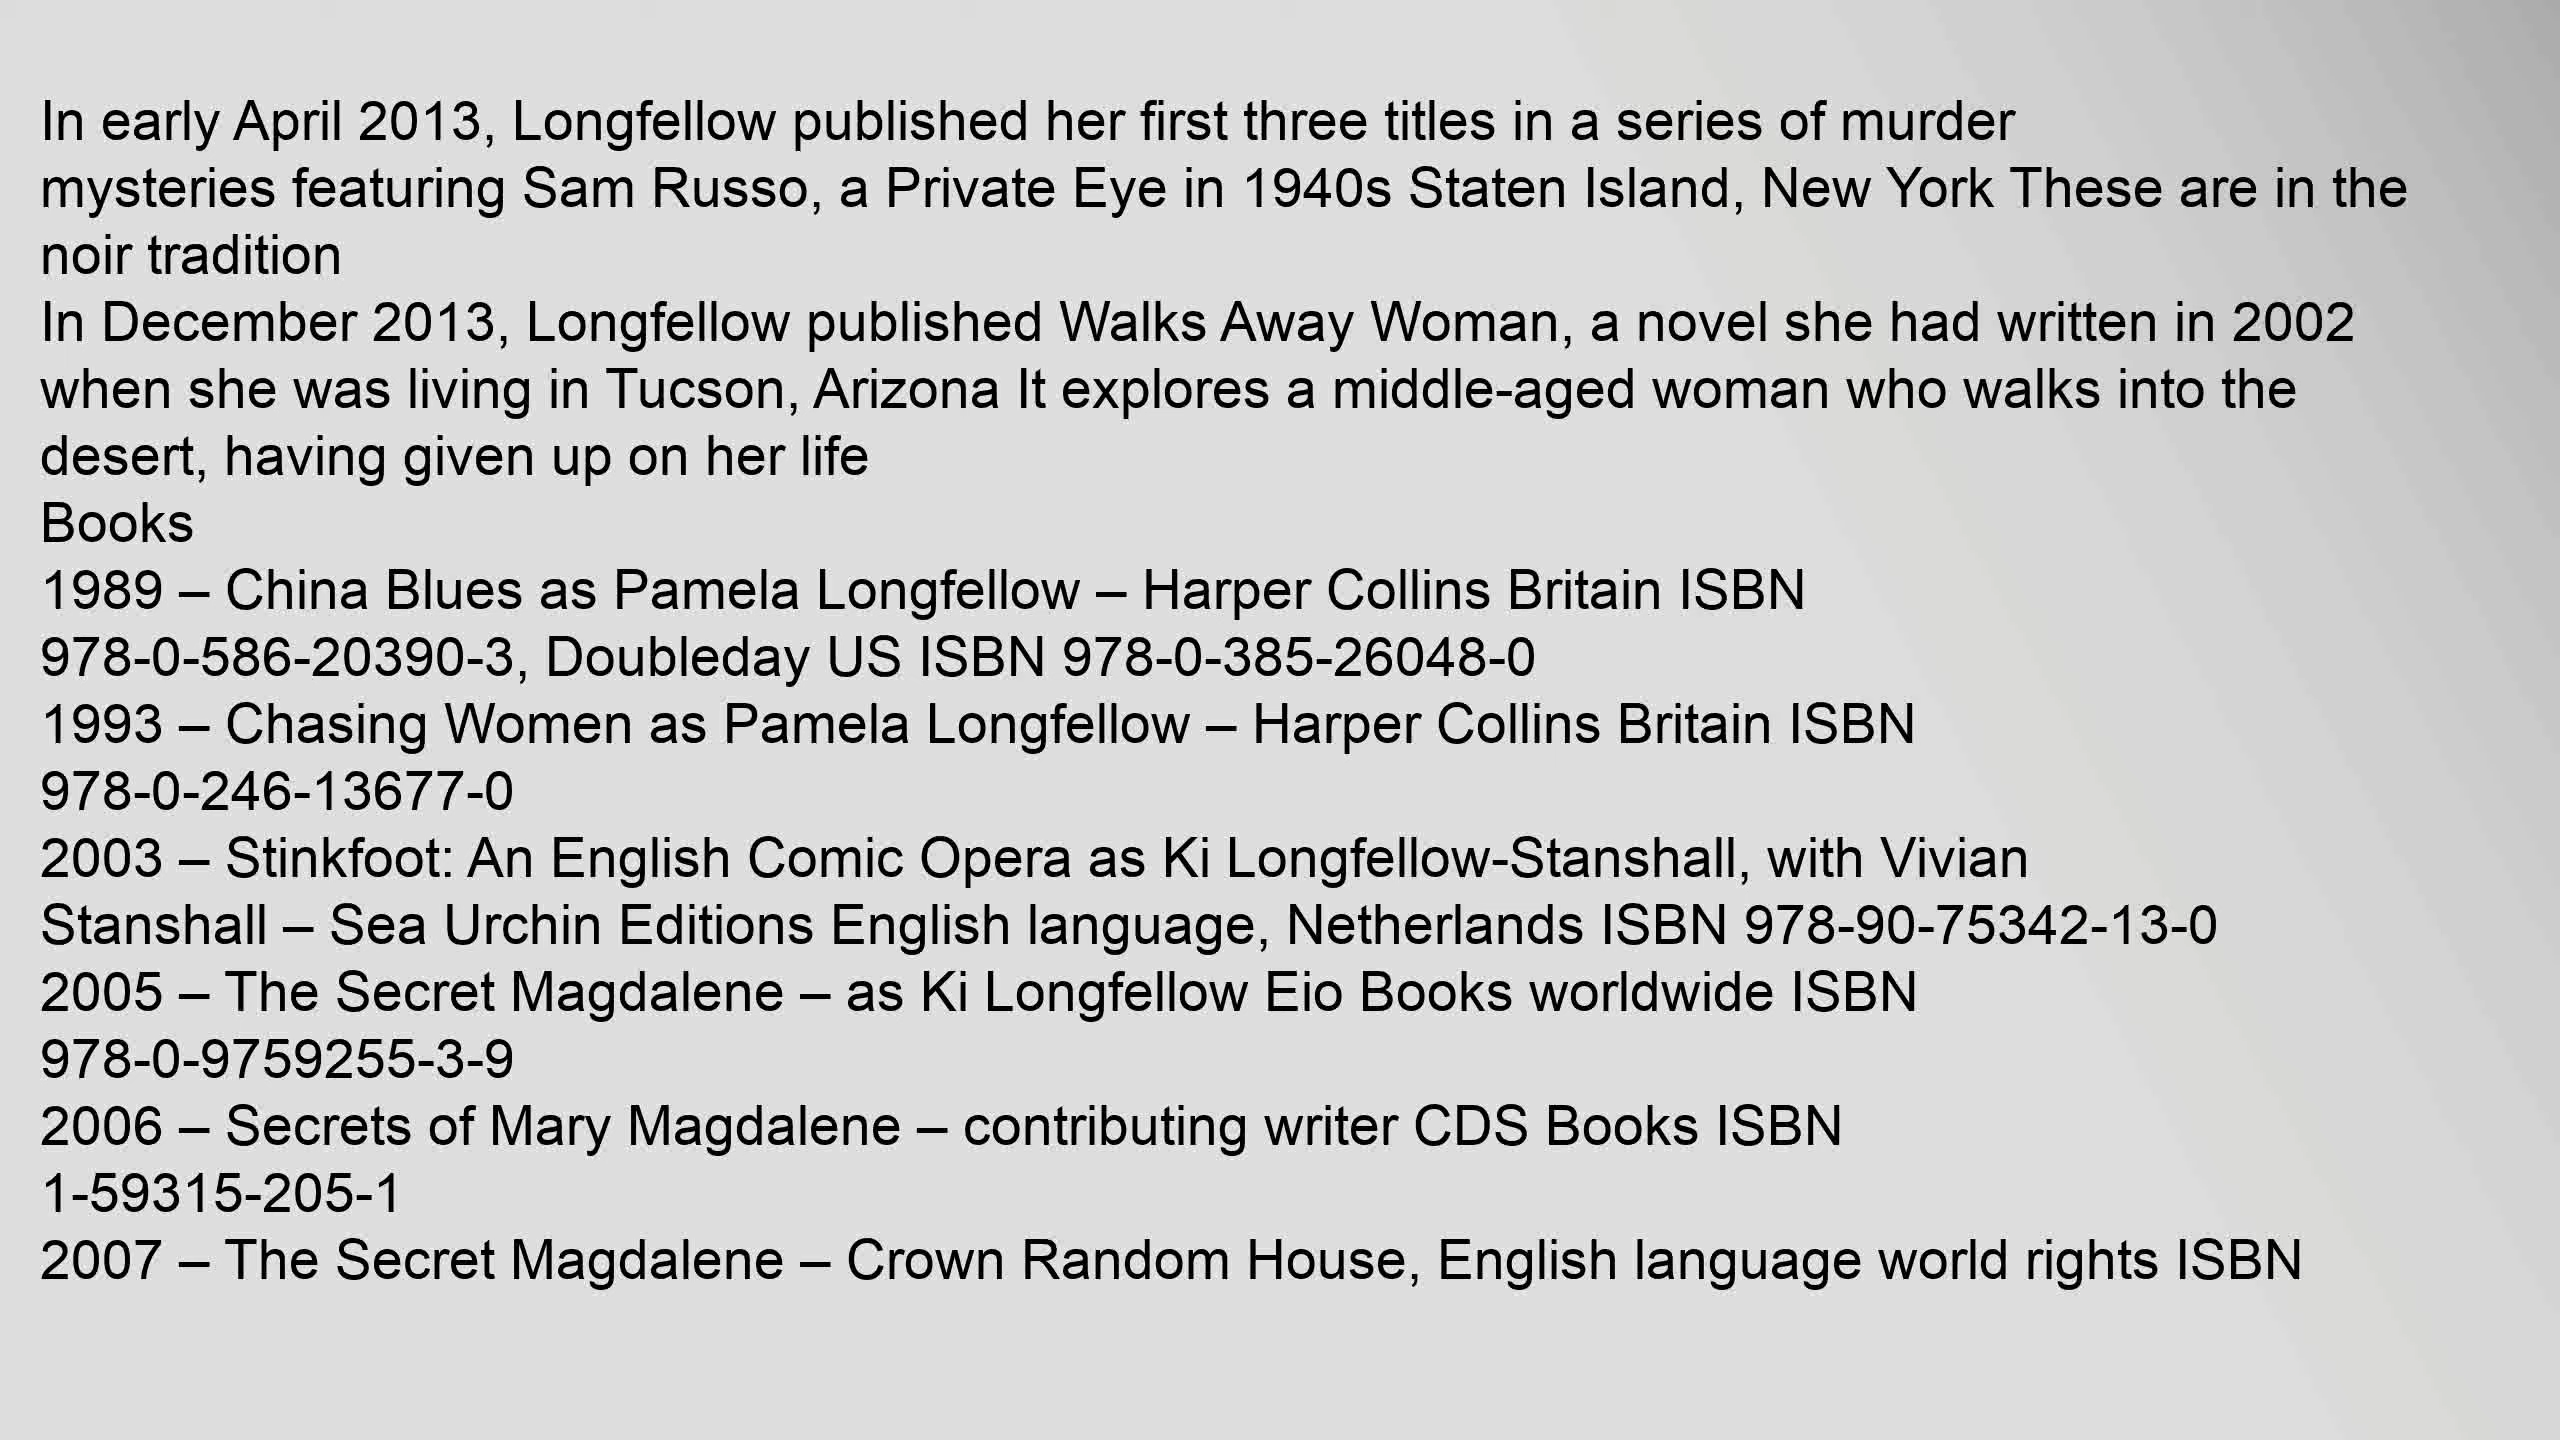 In early April 2013, Longfellow published her first three titles in a series of murder
mysteries featuring Sam Russo, a Private Eye in 1940s Staten Island, New York These are in the
noir tradition
In December 2013, Longfellow published Walks Away Woman, a novel she had written in 2002
when she was living in Tucson, Arizona It explores a middle-aged woman who walks into the
desert, having given up on her life
Books
1989 – China Blues as Pamela Longfellow – Harper Collins Britain ISBN
978-0-586-20390-3, Doubleday US ISBN 978-0-385-26048-0
1993 – Chasing Women as Pamela Longfellow – Harper Collins Britain ISBN
978-0-246-13677-0
2003 – Stinkfoot: An English Comic Opera as Ki Longfellow-Stanshall, with Vivian
Stanshall – Sea Urchin Editions English language, Netherlands ISBN 978-90-75342-13-0
2005 – The Secret Magdalene – as Ki Longfellow Eio Books worldwide ISBN
978-0-9759255-3-9
2006 – Secrets of Mary Magdalene – contributing writer CDS Books ISBN
1-59315-205-1
2007 – The Secret Magdalene – Crown Random House, English language world rights ISBN